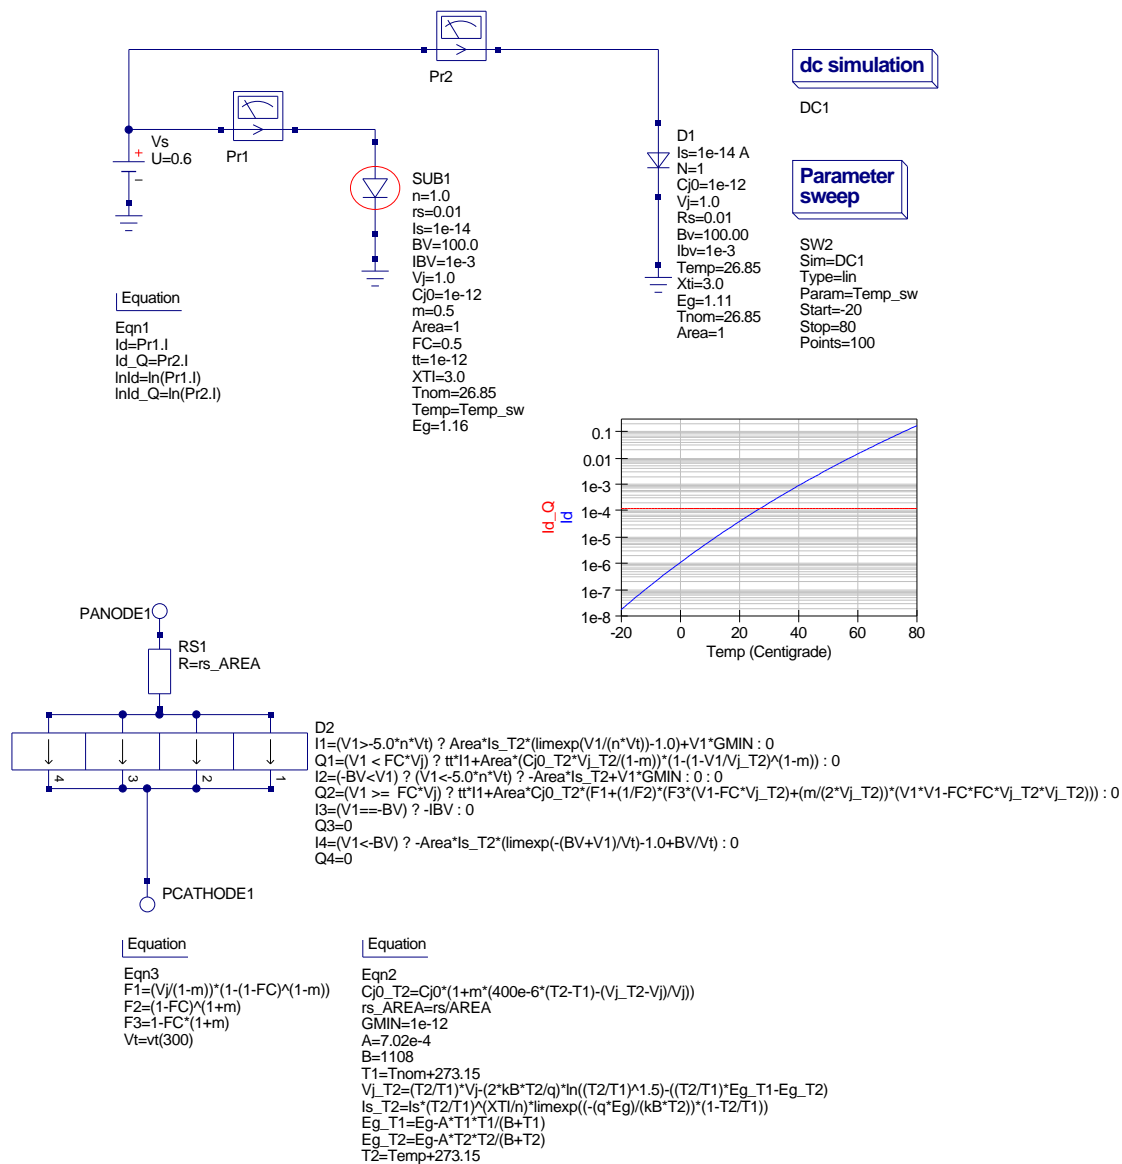 Pr2
dc simulation
DC1
Pr1
Vs
U=0.6
+
-
D1
Is=1e-14 A
N=1
Cj0=1e-12
Vj=1.0
Rs=0.01
Bv=100.00
Ibv=1e-3
Temp=26.85
Xti=3.0
Eg=1.11
Tnom=26.85
Area=1
Parameter
sweep
SW2
Sim=DC1
Type=lin
Param=Temp_sw
Start=-20
Stop=80
Points=100
SUB1
n=1.0
rs=0.01
Is=1e-14
BV=100.0
IBV=1e-3
Vj=1.0
Cj0=1e-12
m=0.5
Area=1
FC=0.5
tt=1e-12
XTI=3.0
Tnom=26.85
Temp=Temp_sw
Eg=1.16
Equation
Eqn1
Id=Pr1.I
Id_Q=Pr2.I
lnId=ln(Pr1.I)
lnId_Q=ln(Pr2.I)
0.1
0.01
1e-3
1e-4
1e-5
1e-6
1e-7
1e-8
Id_Q
Id
-20
0
20
40
60
80
Temp (Centigrade)
PANODE1
RS1
R=rs_AREA
4
3
2
1
D2
I1=(V1>-5.0*n*Vt) ? Area*Is_T2*(limexp(V1/(n*Vt))-1.0)+V1*GMIN : 0
Q1=(V1 < FC*Vj) ? tt*I1+Area*(Cj0_T2*Vj_T2/(1-m))*(1-(1-V1/Vj_T2)^(1-m)) : 0
I2=(-BV<V1) ? (V1<-5.0*n*Vt) ? -Area*Is_T2+V1*GMIN : 0 : 0
Q2=(V1 >= FC*Vj) ? tt*I1+Area*Cj0_T2*(F1+(1/F2)*(F3*(V1-FC*Vj_T2)+(m/(2*Vj_T2))*(V1*V1-FC*FC*Vj_T2*Vj_T2))) : 0
I3=(V1==-BV) ? -IBV : 0
Q3=0
I4=(V1<-BV) ? -Area*Is_T2*(limexp(-(BV+V1)/Vt)-1.0+BV/Vt) : 0
Q4=0
PCATHODE1
Equation
Eqn3
F1=(Vj/(1-m))*(1-(1-FC)^(1-m))
F2=(1-FC)^(1+m)
F3=1-FC*(1+m)
Vt=vt(300)
Equation
Eqn2
Cj0_T2=Cj0*(1+m*(400e-6*(T2-T1)-(Vj_T2-Vj)/Vj))
rs_AREA=rs/AREA
GMIN=1e-12
A=7.02e-4
B=1108
T1=Tnom+273.15
Vj_T2=(T2/T1)*Vj-(2*kB*T2/q)*ln((T2/T1)^1.5)-((T2/T1)*Eg_T1-Eg_T2)
Is_T2=Is*(T2/T1)^(XTI/n)*limexp((-(q*Eg)/(kB*T2))*(1-T2/T1))
Eg_T1=Eg-A*T1*T1/(B+T1)
Eg_T2=Eg-A*T2*T2/(B+T2)
T2=Temp+273.15